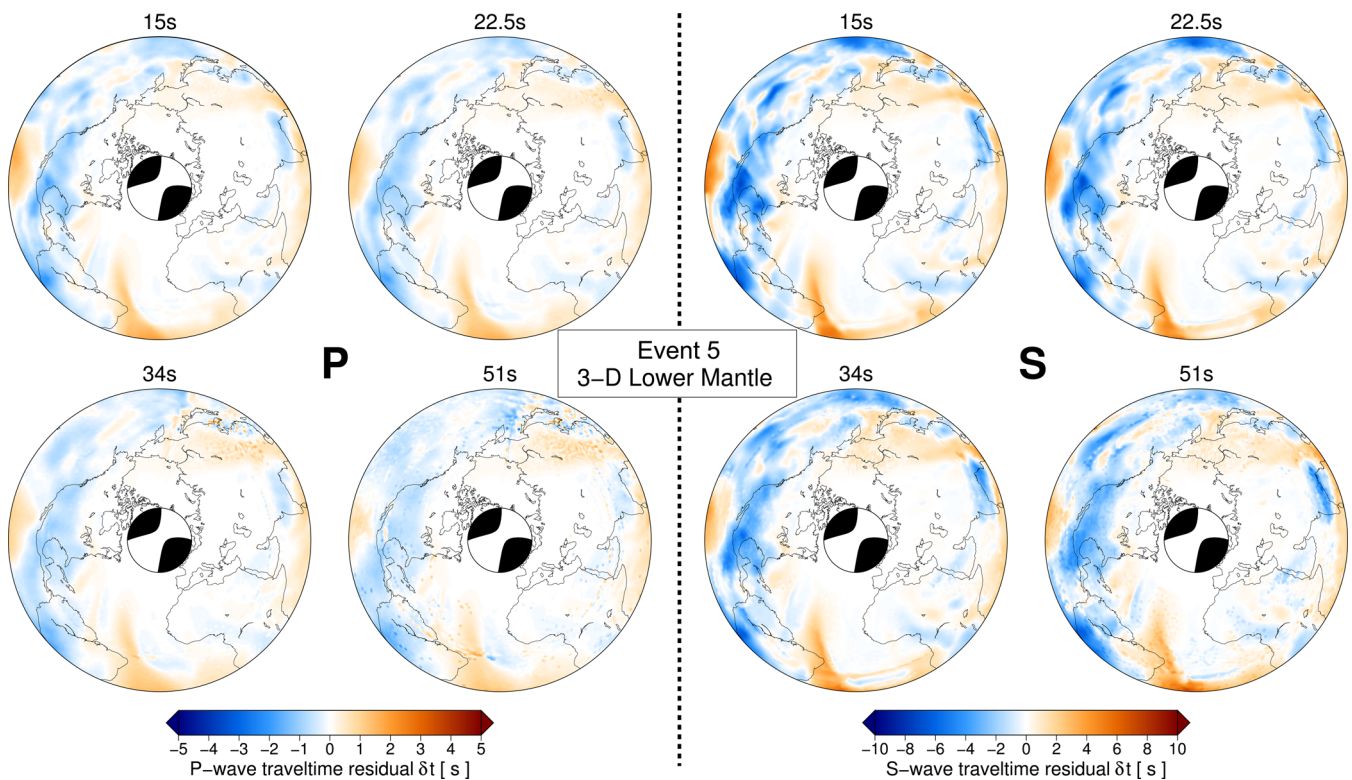 15s
22.5s
15s
22.5s
P
Event 5
3−D Lower Mantle
S
34s
51s
34s
51s
−5 −4 −3 −2 −1 0 1 2 3 4 5
P−wave traveltime residual δt [ s ]
−10 −8 −6 −4 −2 0 2 4 6 8 10
S−wave traveltime residual δt [ s ]